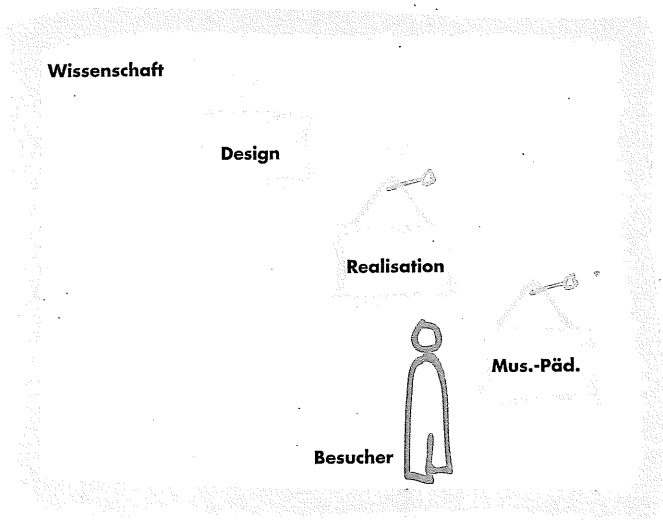 Wissenschaft
Design
Realisation
Mus.-Päd.
Besucher